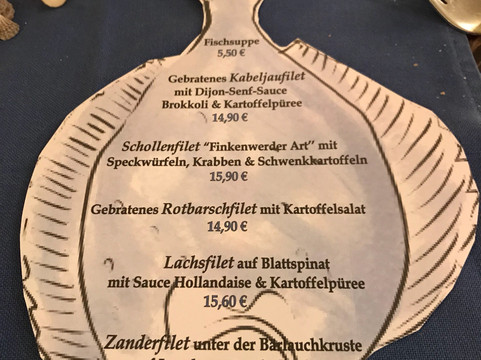 Fischsuppe
5,50 €
Gebratenes Kabeljaufilet
mit Dijon-Senf-Sauce
Brokkoli & Kartoffelpüree
14,90 €
Schollenfilet "Finkenwerder Art" mit
Speckwürfeln, Krabben & Schwenkkartoffeln
15,90 €
Gebratenes Rotbarschfilet mit Kartoffelsalat
14,90 €
Lachsfilet auf Blattspinat
mit Sauce Hollandaise & Kartoffelpüree
15,60 €
Zanderfilet unter der Bärlauchkruste